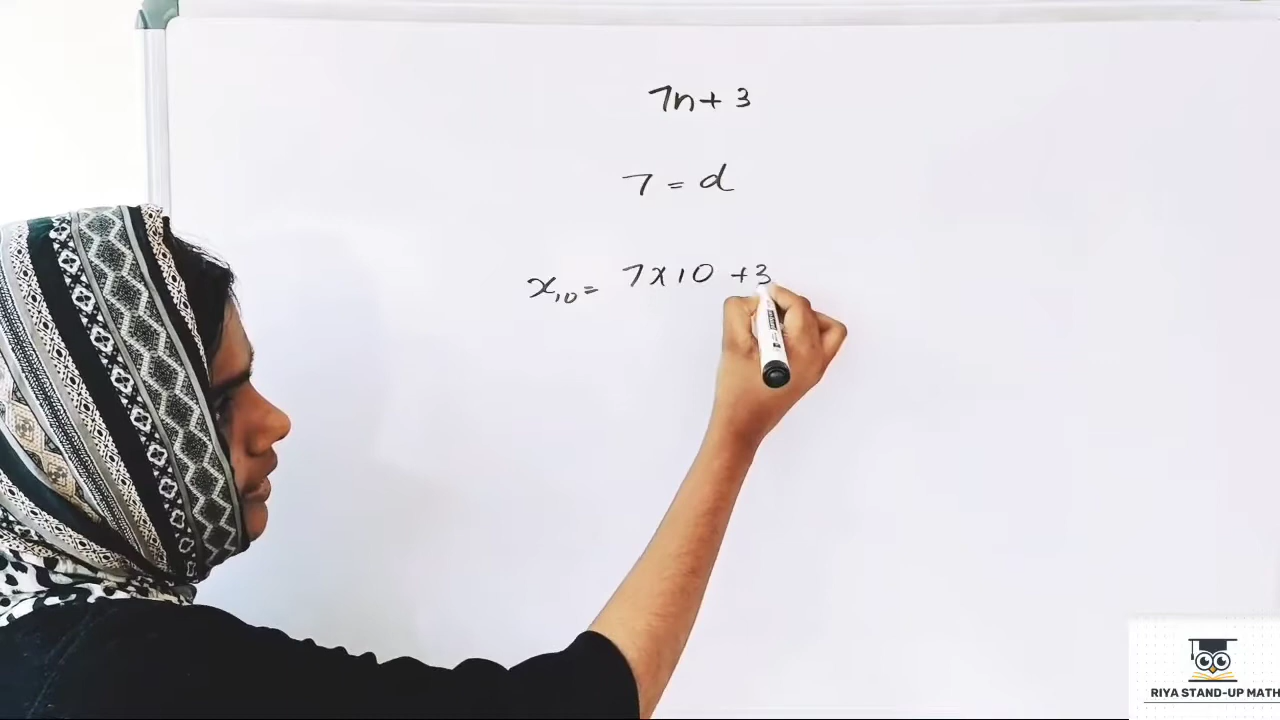 7n + 3
7 = d
x₁₀ = 7 x 10 + 3
RIYA STAND-UP MATH